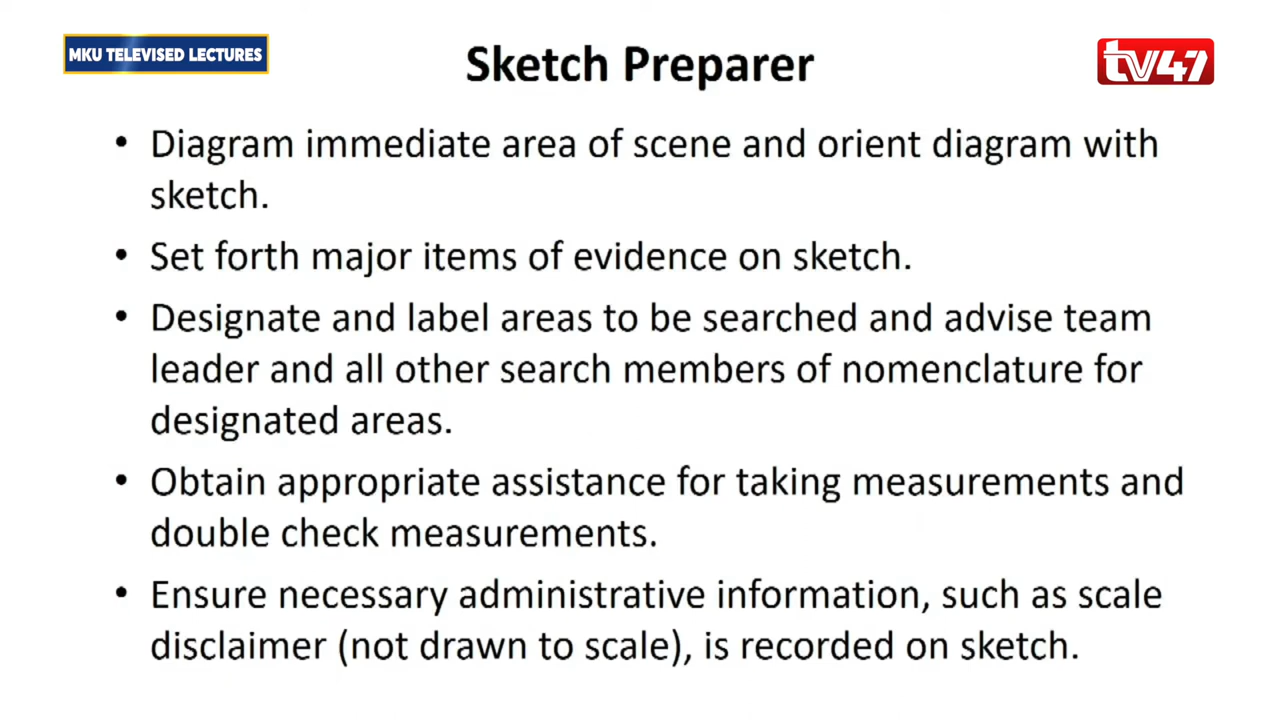 MKU TELEVISED LECTURES
tv47
Sketch Preparer
• Diagram immediate area of scene and orient diagram with
sketch.
• Set forth major items of evidence on sketch.
• Designate and label areas to be searched and advise team
leader and all other search members of nomenclature for
designated areas.
• Obtain appropriate assistance for taking measurements and
double check measurements.
• Ensure necessary administrative information, such as scale
disclaimer (not drawn to scale), is recorded on sketch.